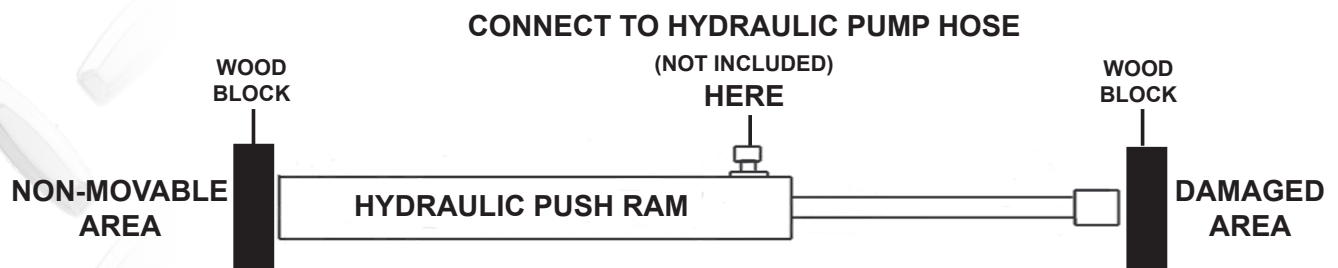 CONNECT TO HYDRAULIC PUMP HOSE
(NOT INCLUDED)
HERE
WOOD
BLOCK
WOOD
BLOCK
NON-MOVABLE
AREA
HYDRAULIC PUSH RAM
DAMAGED
AREA